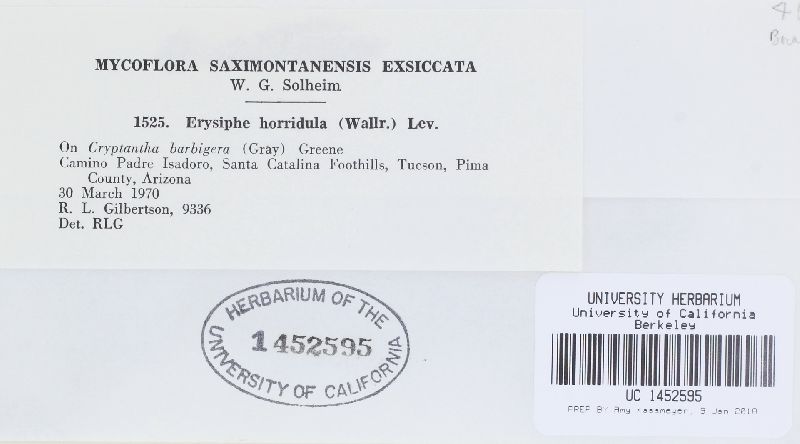 MYCOFLORA SAXIMONTANENSIS EXSICCATA
W. G. Solheim
1525. Erysiphe horridula (Wallr.) Lev.
On Cryptantha barbigera (Gray) Greene
Camino Padre Isadoro, Santa Catalina Foothills, Tucson, Pima
County, Arizona
30 March 1970
R. L. Gilbertson, 9336
Det. RLG
HERBARIUM OF THE
1452595
UNIVERSITY OF CALIFORNIA
UNIVERSITY HERBARIUM
University of California
Berkeley
UC 1452595
PREP BY Amy Kassmeyer, 9 Jan 2018